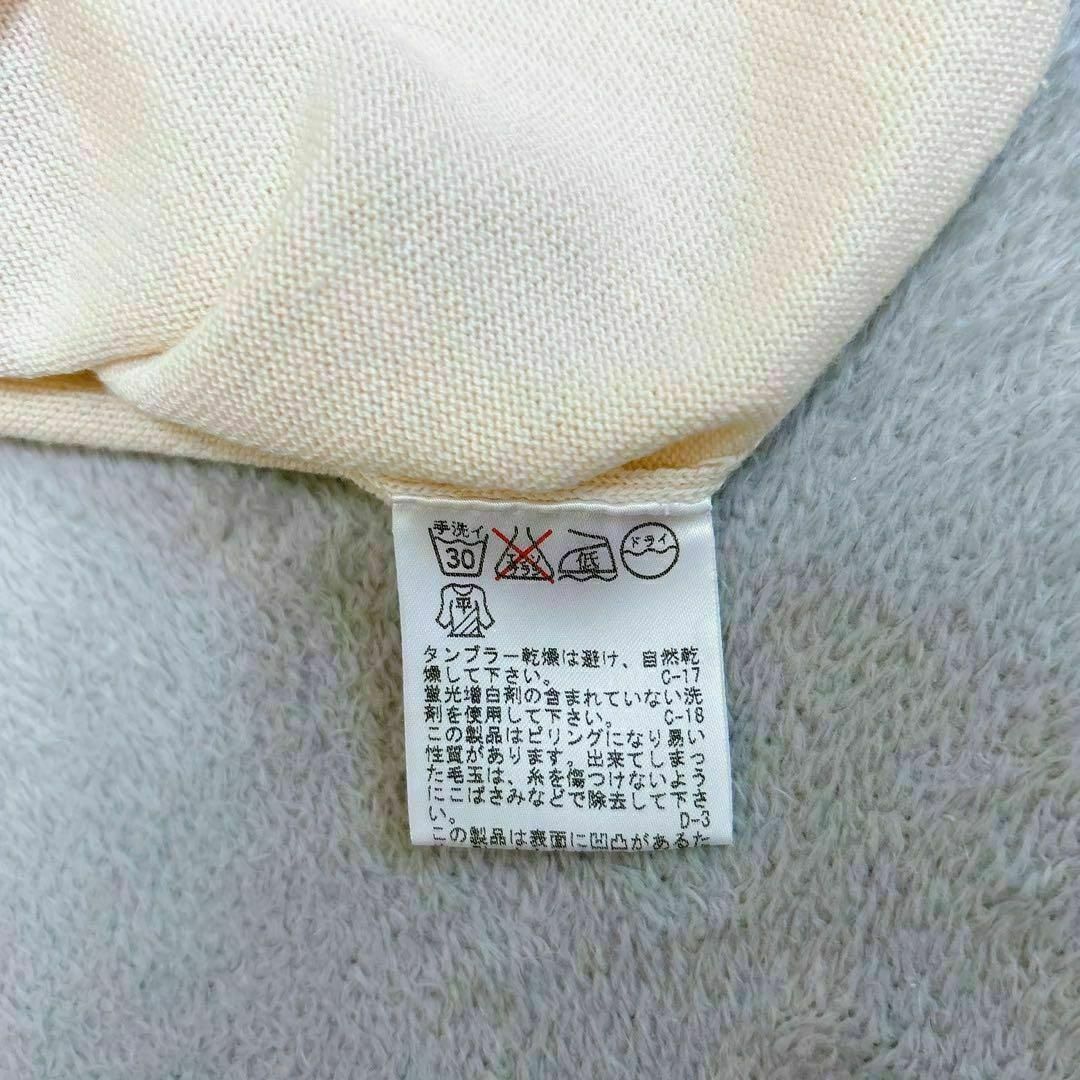 手洗イ
30
エンソ
サラシ
低
ドライ
平
タンブラー乾燥は避け、自然乾
燥して下さい。 C-17
蛍光増白剤の含まれていない洗
剤を使用して下さい。 C-18
この製品はピリングになり易い
性質があります。出来てしまっ
た毛玉は、糸を傷つけないよう
にこばさみなどで除去して下さ
い。 D-3
この製品は表面に凹凸があるた